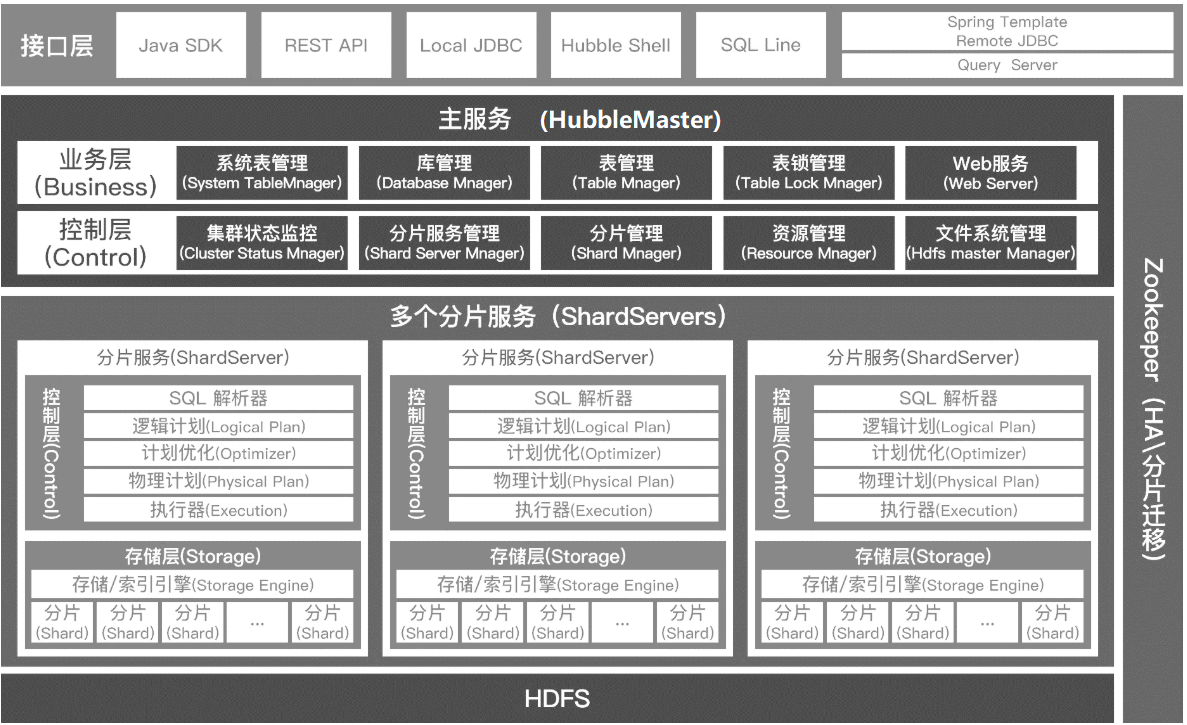 接口层
Java SDK
REST API
Local JDBC
Hubble Shell
SQL Line
Spring Template
Remote JDBC
Query Server
主服务 (HubbleMaster)
业务层
(Business)
系统表管理
(System TableMnager)
库管理
(Database Mnager)
表管理
(Table Mnager)
表锁管理
(Table Lock Mnager)
Web服务
(Web Server)
控制层
(Control)
集群状态监控
(Cluster Status Mnager)
分片服务管理
(Shard Server Mnager)
分片管理
(Shard Mnager)
资源管理
(Resource Mnager)
文件系统管理
(Hdfs master Manager)
多个分片服务（ShardServers）
分片服务(ShardServer)
控制层(Control)
SQL 解析器
逻辑计划(Logical Plan)
计划优化(Optimizer)
物理计划(Physical Plan)
执行器(Execution)
存储层(Storage)
存储/索引引擎(Storage Engine)
分片
(Shard)
分片
(Shard)
分片
(Shard)
...
分片
(Shard)
分片服务(ShardServer)
控制层(Control)
SQL 解析器
逻辑计划(Logical Plan)
计划优化(Optimizer)
物理计划(Physical Plan)
执行器(Execution)
存储层(Storage)
存储/索引引擎(Storage Engine)
分片
(Shard)
分片
(Shard)
分片
(Shard)
...
分片
(Shard)
分片服务(ShardServer)
控制层(Control)
SQL 解析器
逻辑计划(Logical Plan)
计划优化(Optimizer)
物理计划(Physical Plan)
执行器(Execution)
存储层(Storage)
存储/索引引擎(Storage Engine)
分片
(Shard)
分片
(Shard)
分片
(Shard)
...
分片
(Shard)
Zookeeper（HA\分片迁移）
HDFS